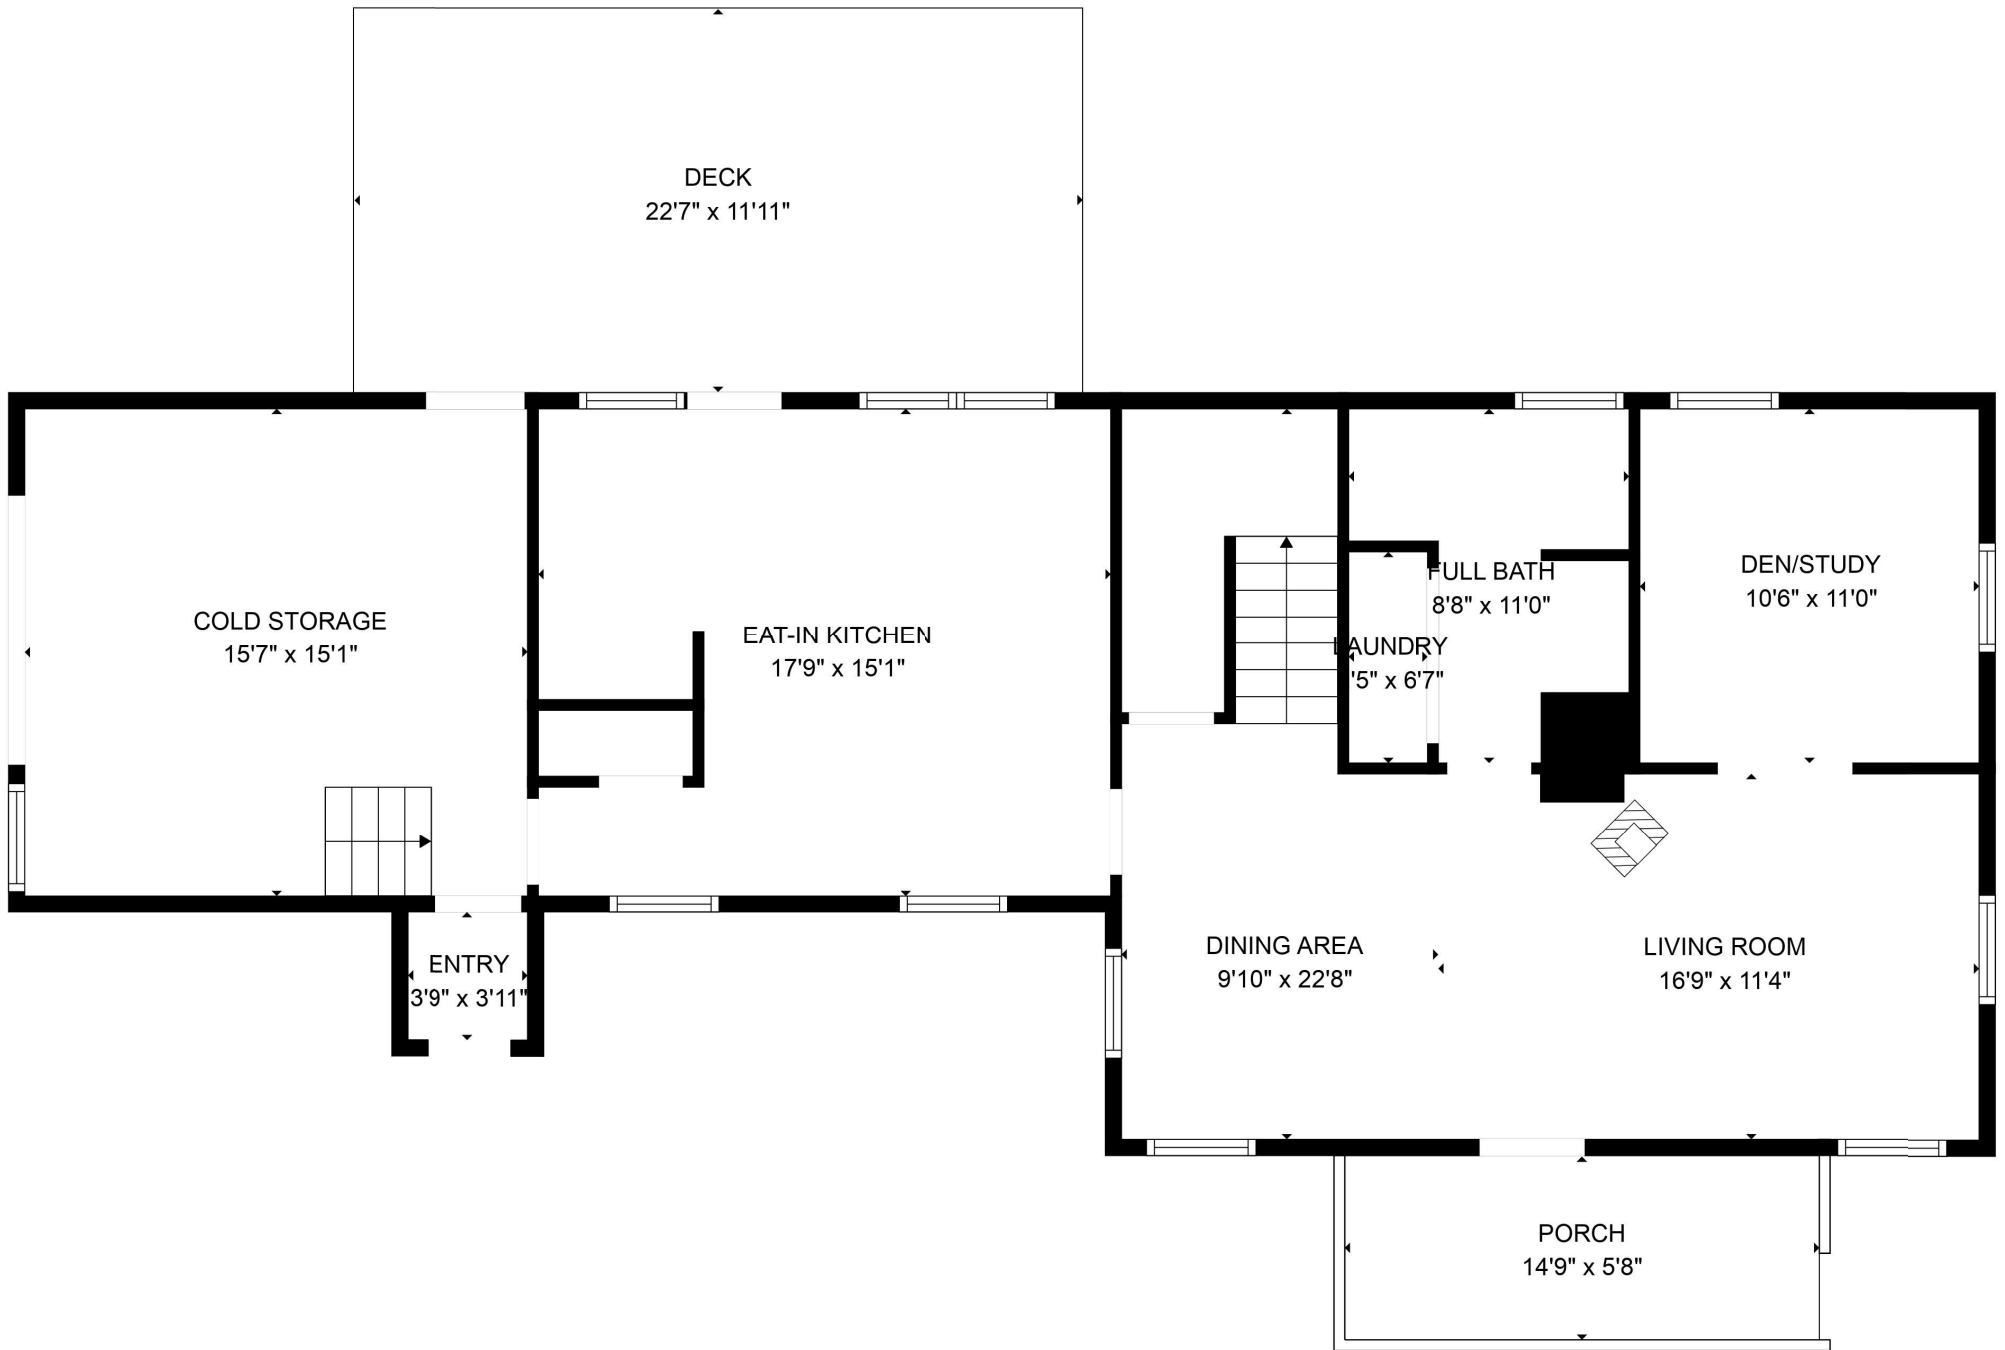 DECK
22'7" x 11'11"
COLD STORAGE
15'7" x 15'1"
EAT-IN KITCHEN
17'9" x 15'1"
FULL BATH
8'8" x 11'0"
LAUNDRY
'5" x 6'7"
DEN/STUDY
10'6" x 11'0"
ENTRY
3'9" x 3'11"
DINING AREA
9'10" x 22'8"
LIVING ROOM
16'9" x 11'4"
PORCH
14'9" x 5'8"